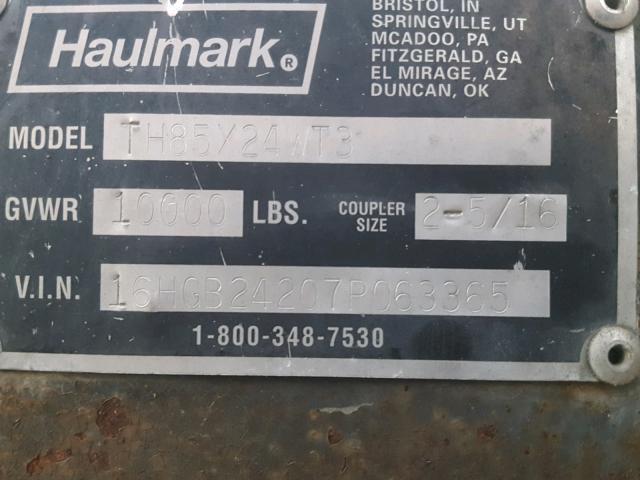 BRISTOL, IN
SPRINGVILLE, UT
MCADOO, PA
FITZGERALD, GA
EL MIRAGE, AZ
DUNCAN, OK
Haulmark®
MODEL TH85Y24WT3
GVWR 10000 LBS. COUPLER SIZE 2-5/16
V.I.N. 16HGB24207P063365
1-800-348-7530